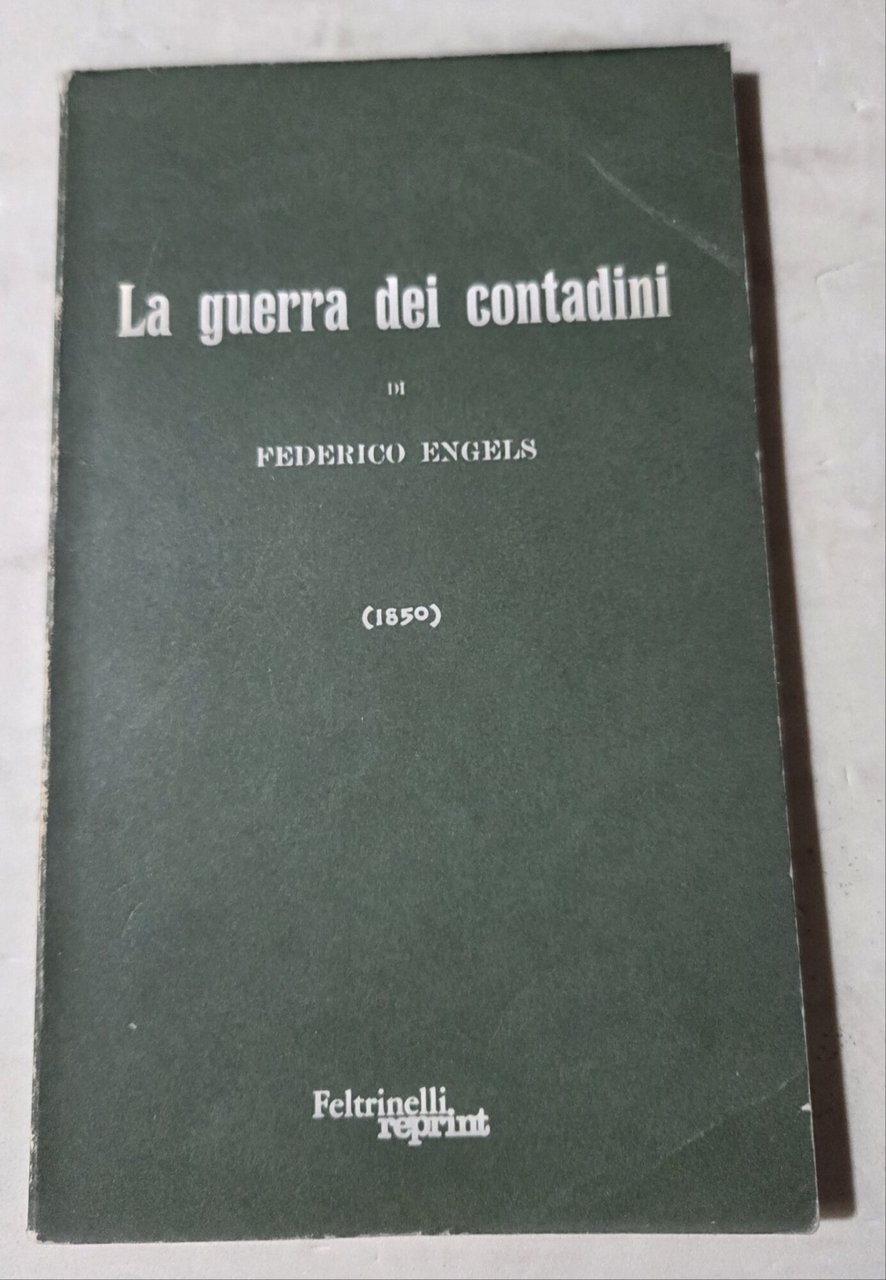 La guerra dei contadini
DI
FEDERICO ENGELS
(1850)
Feltrinelli
reprint